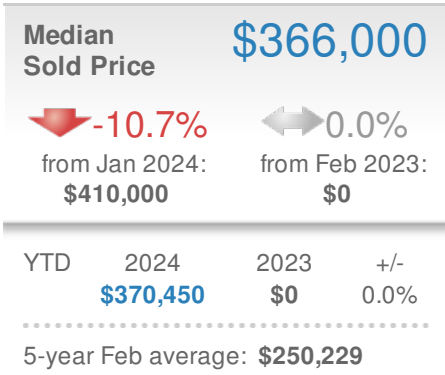 Median
Sold Price
$366,000
-10.7%
0.0%
from Jan 2024:
from Feb 2023:
$410,000
$0
YTD 2024 2023 +/-
$370,450 $0 0.0%
5-year Feb average: $250,229